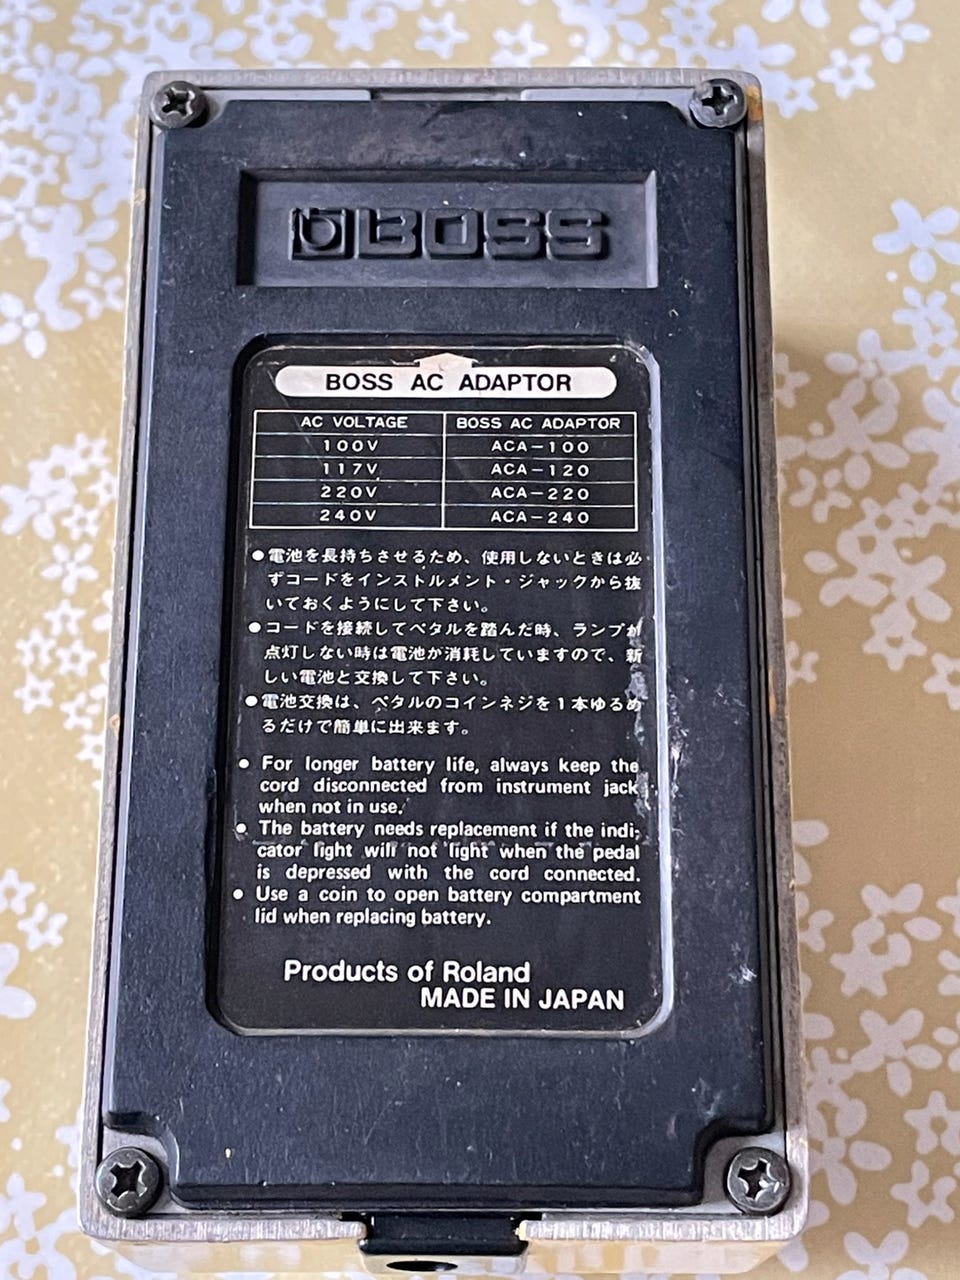 BOSS
BOSS AC ADAPTOR
AC VOLTAGE BOSS AC ADAPTOR
100V ACA-100
117V ACA-120
220V ACA-220
240V ACA-240
●電池を長持ちさせるため、使用しないときは必
ずコードをインストルメント・ジャックから抜
いておくようにして下さい。
●コードを接続してペタルを踏んだ時、ランプが
点灯しない時は電池が消耗していますので、新
しい電池と交換して下さい。
●電池交換は、ペタルのコインネジを1本ゆるめ
るだけで簡単に出来ます。
● For longer battery life, always keep the
cord disconnected from instrument jack
when not in use.
● The battery needs replacement if the indi-
cator light will not light when the pedal
is depressed with the cord connected.
● Use a coin to open battery compartment
lid when replacing battery.
Products of Roland
MADE IN JAPAN